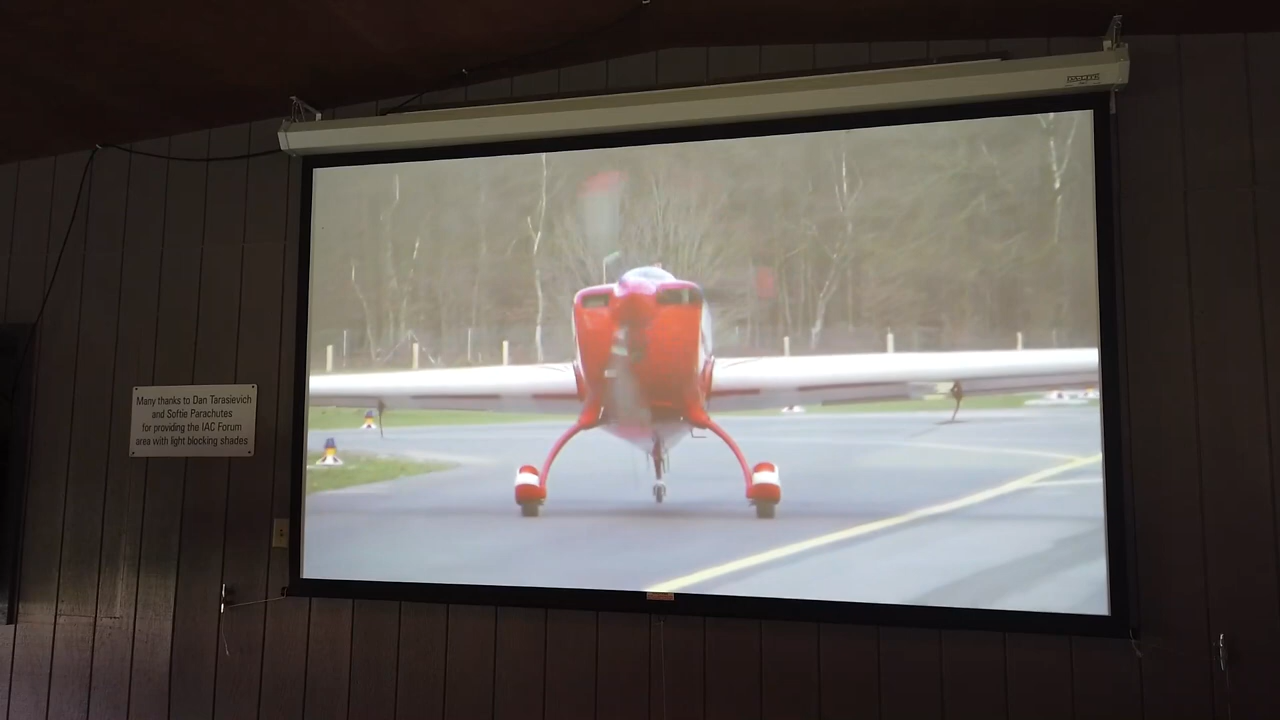 Many thanks to Dan Tarasievich
and Softie Parachutes
for providing the IAC Forum
area with light blocking shades